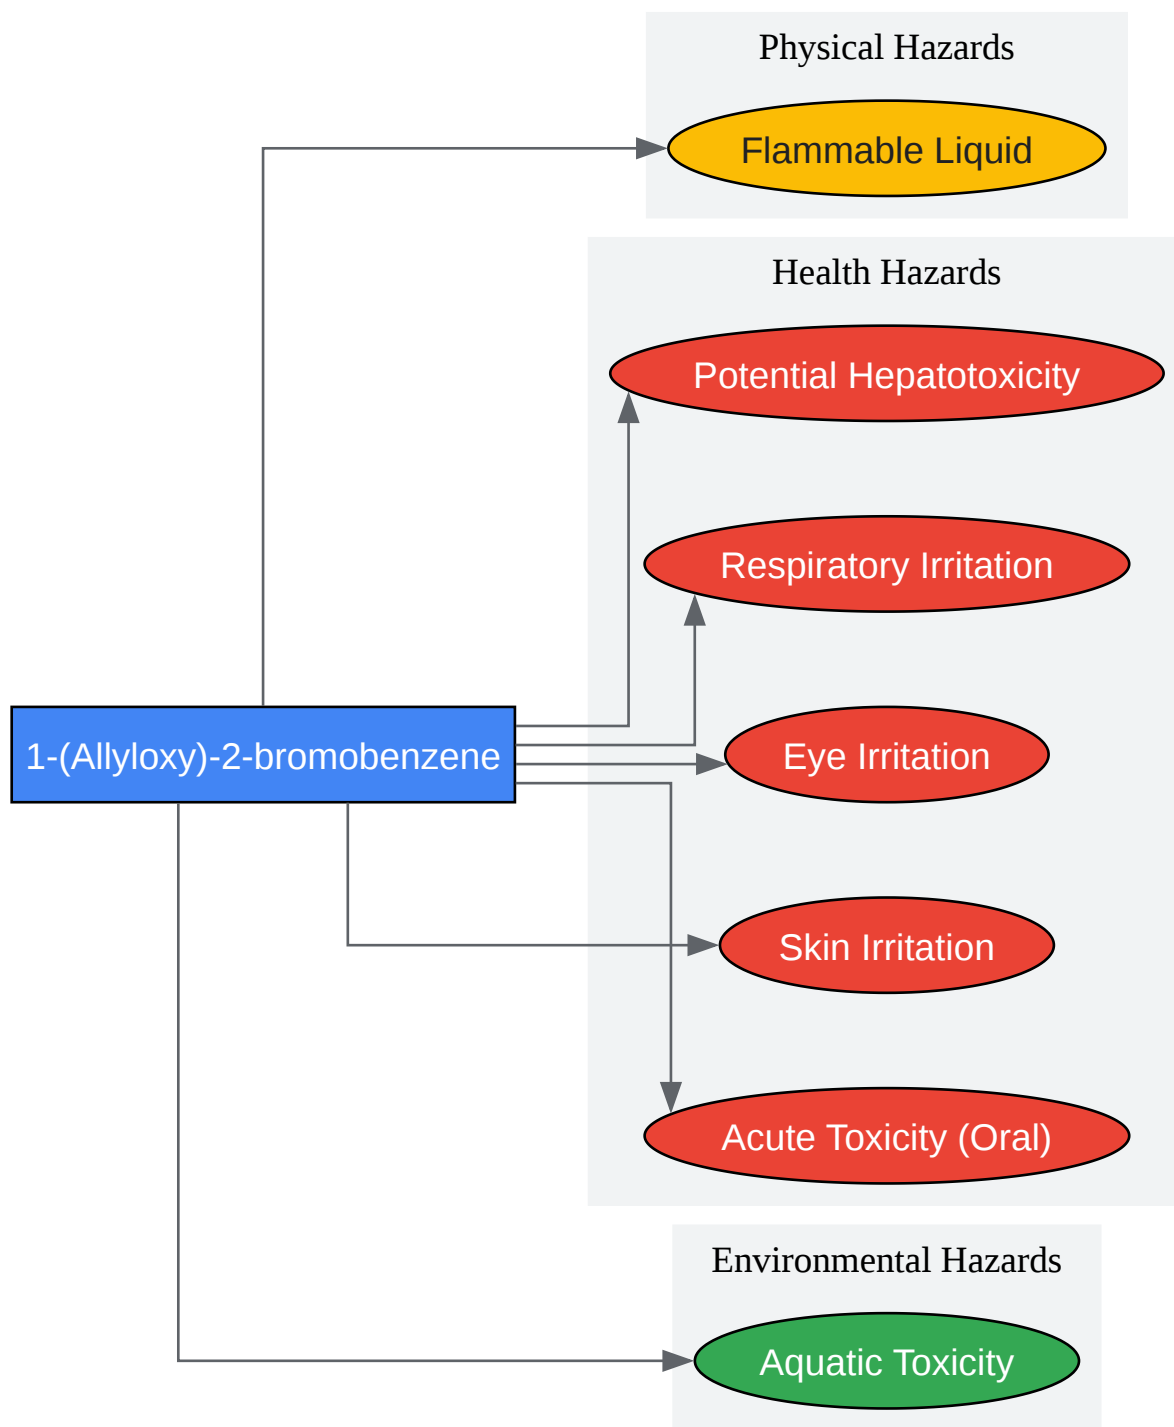 Physical Hazards
Flammable Liquid
Health Hazards
Potential Hepatotoxicity
Respiratory Irritation
1-(Allyloxy)-2-bromobenzene
Eye Irritation
Skin Irritation
Acute Toxicity (Oral)
Environmental Hazards
Aquatic Toxicity